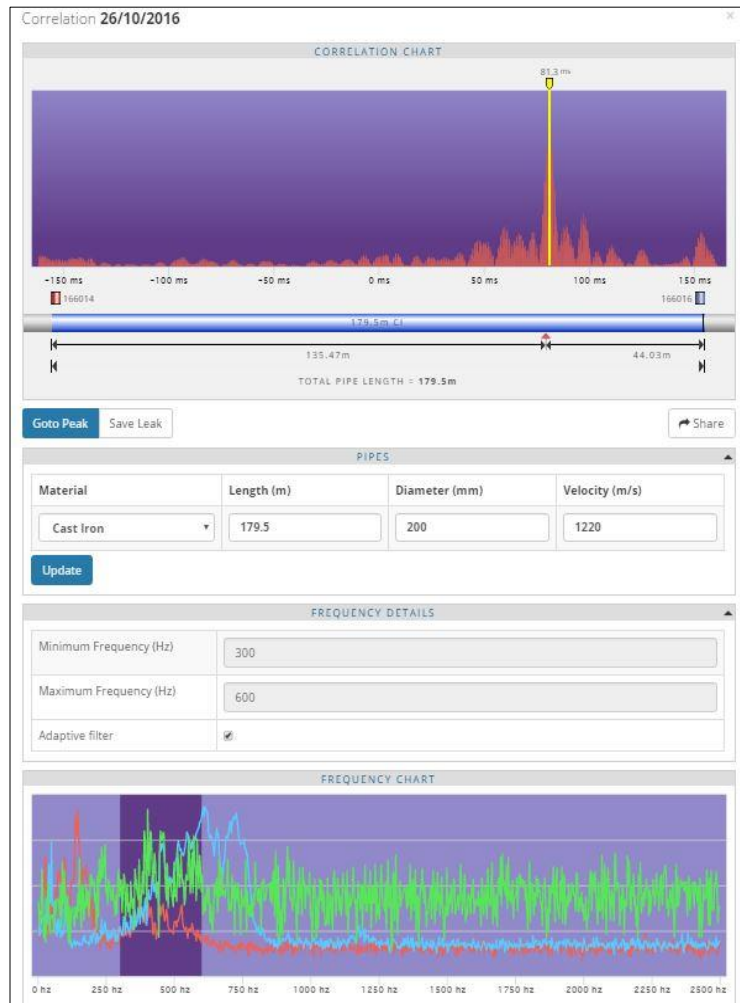 Correlation 26/10/2016
×
CORRELATION CHART
81.3 ms
-150 ms -100 ms -50 ms 0 ms 50 ms 100 ms 150 ms
166014 166016
179.5m CI
135.47m 44.03m
TOTAL PIPE LENGTH = 179.5m
Goto Peak Save Leak Share
PIPES
Material Length (m) Diameter (mm) Velocity (m/s)
Cast Iron 179.5 200 1220
Update
FREQUENCY DETAILS
Minimum Frequency (Hz) 300
Maximum Frequency (Hz) 600
Adaptive filter
FREQUENCY CHART
0 hz 250 hz 500 hz 750 hz 1000 hz 1250 hz 1500 hz 1750 hz 2000 hz 2250 hz 2500 hz